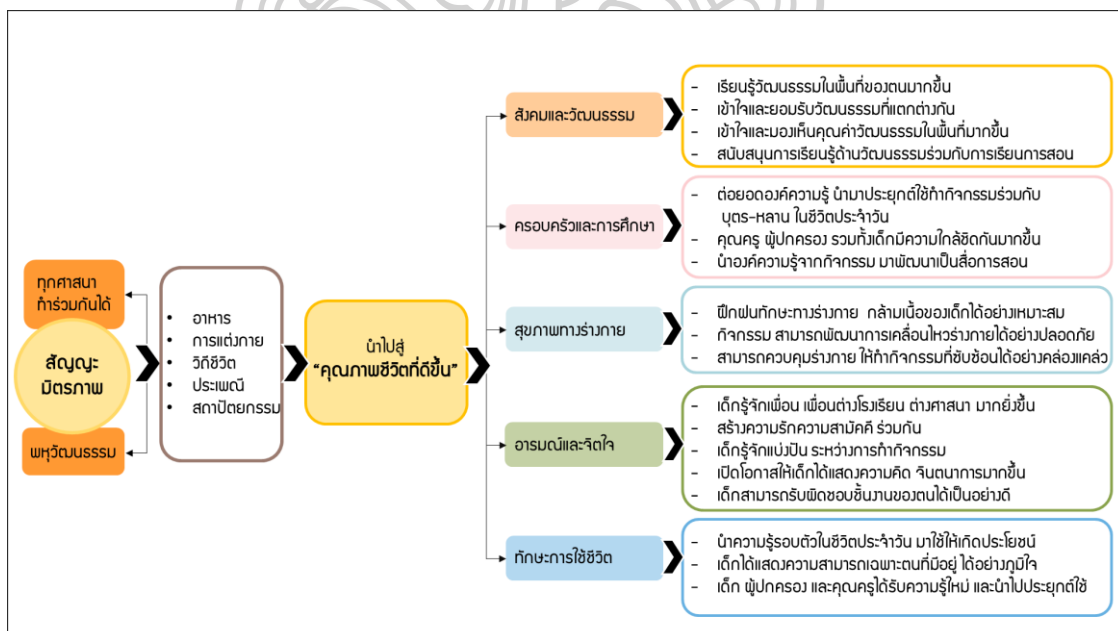 ทุกศาสนา
ทำร่วมกันได้
สัญญะ
มิตรภาพ
พหุวัฒนธรรม
• อาหาร
• การแต่งกาย
• วิถีชีวิต
• ประเพณี
• สถาปัตยกรรม
นำไปสู่
“คุณภาพชีวิตที่ดีขึ้น”
สังคมและวัฒนธรรม
- เรียนรู้วัฒนธรรมในพื้นที่ของตนมากขึ้น
- เข้าใจและยอมรับวัฒนธรรมที่แตกต่างกัน
- เข้าใจและมองเห็นคุณค่าวัฒนธรรมในพื้นที่มากขึ้น
- สนับสนุนการเรียนรู้ด้านวัฒนธรรมร่วมกับการเรียนการสอน
ครอบครัวและการศึกษา
- ต่อยอดองค์ความรู้ นำมาประยุกต์ใช้ทำกิจกรรมร่วมกับ
บุตร-หลาน ในชีวิตประจำวัน
- คุณครู ผู้ปกครอง รวมทั้งเด็กมีความใกล้ชิดกันมากขึ้น
- นำองค์ความรู้จากกิจกรรม มาพัฒนาเป็นสื่อการสอน
สุขภาพทางร่างกาย
- ฝึกฝนทักษะทางร่างกาย กล้ามเนื้อของเด็กได้อย่างเหมาะสม
- กิจกรรม สามารถพัฒนาการเคลื่อนไหวร่างกายได้อย่างปลอดภัย
- สามารถควบคุมร่างกาย ให้ทำกิจกรรมที่ซับซ้อนได้อย่างคล่องแคล่ว
อารมณ์และจิตใจ
- เด็กรู้จักเพื่อน เพื่อนต่างโรงเรียน ต่างศาสนา มากยิ่งขึ้น
- สร้างความรักความสามัคคี ร่วมกัน
- เด็กรู้จักแบ่งปัน ระหว่างการทำกิจกรรม
- เปิดโอกาสให้เด็กได้แสดงความคิด จินตนาการมากขึ้น
- เด็กสามารถรับผิดชอบชิ้นงานของตนได้เป็นอย่างดี
ทักษะการใช้ชีวิต
- นำความรู้รอบตัวในชีวิตประจำวัน มาใช้ให้เกิดประโยชน์
- เด็กได้แสดงความสามารถเฉพาะตนที่มีอยู่ ได้อย่างภูมิใจ
- เด็ก ผู้ปกครอง และคุณครูได้รับความรู้ใหม่ และนำไปประยุกต์ใช้